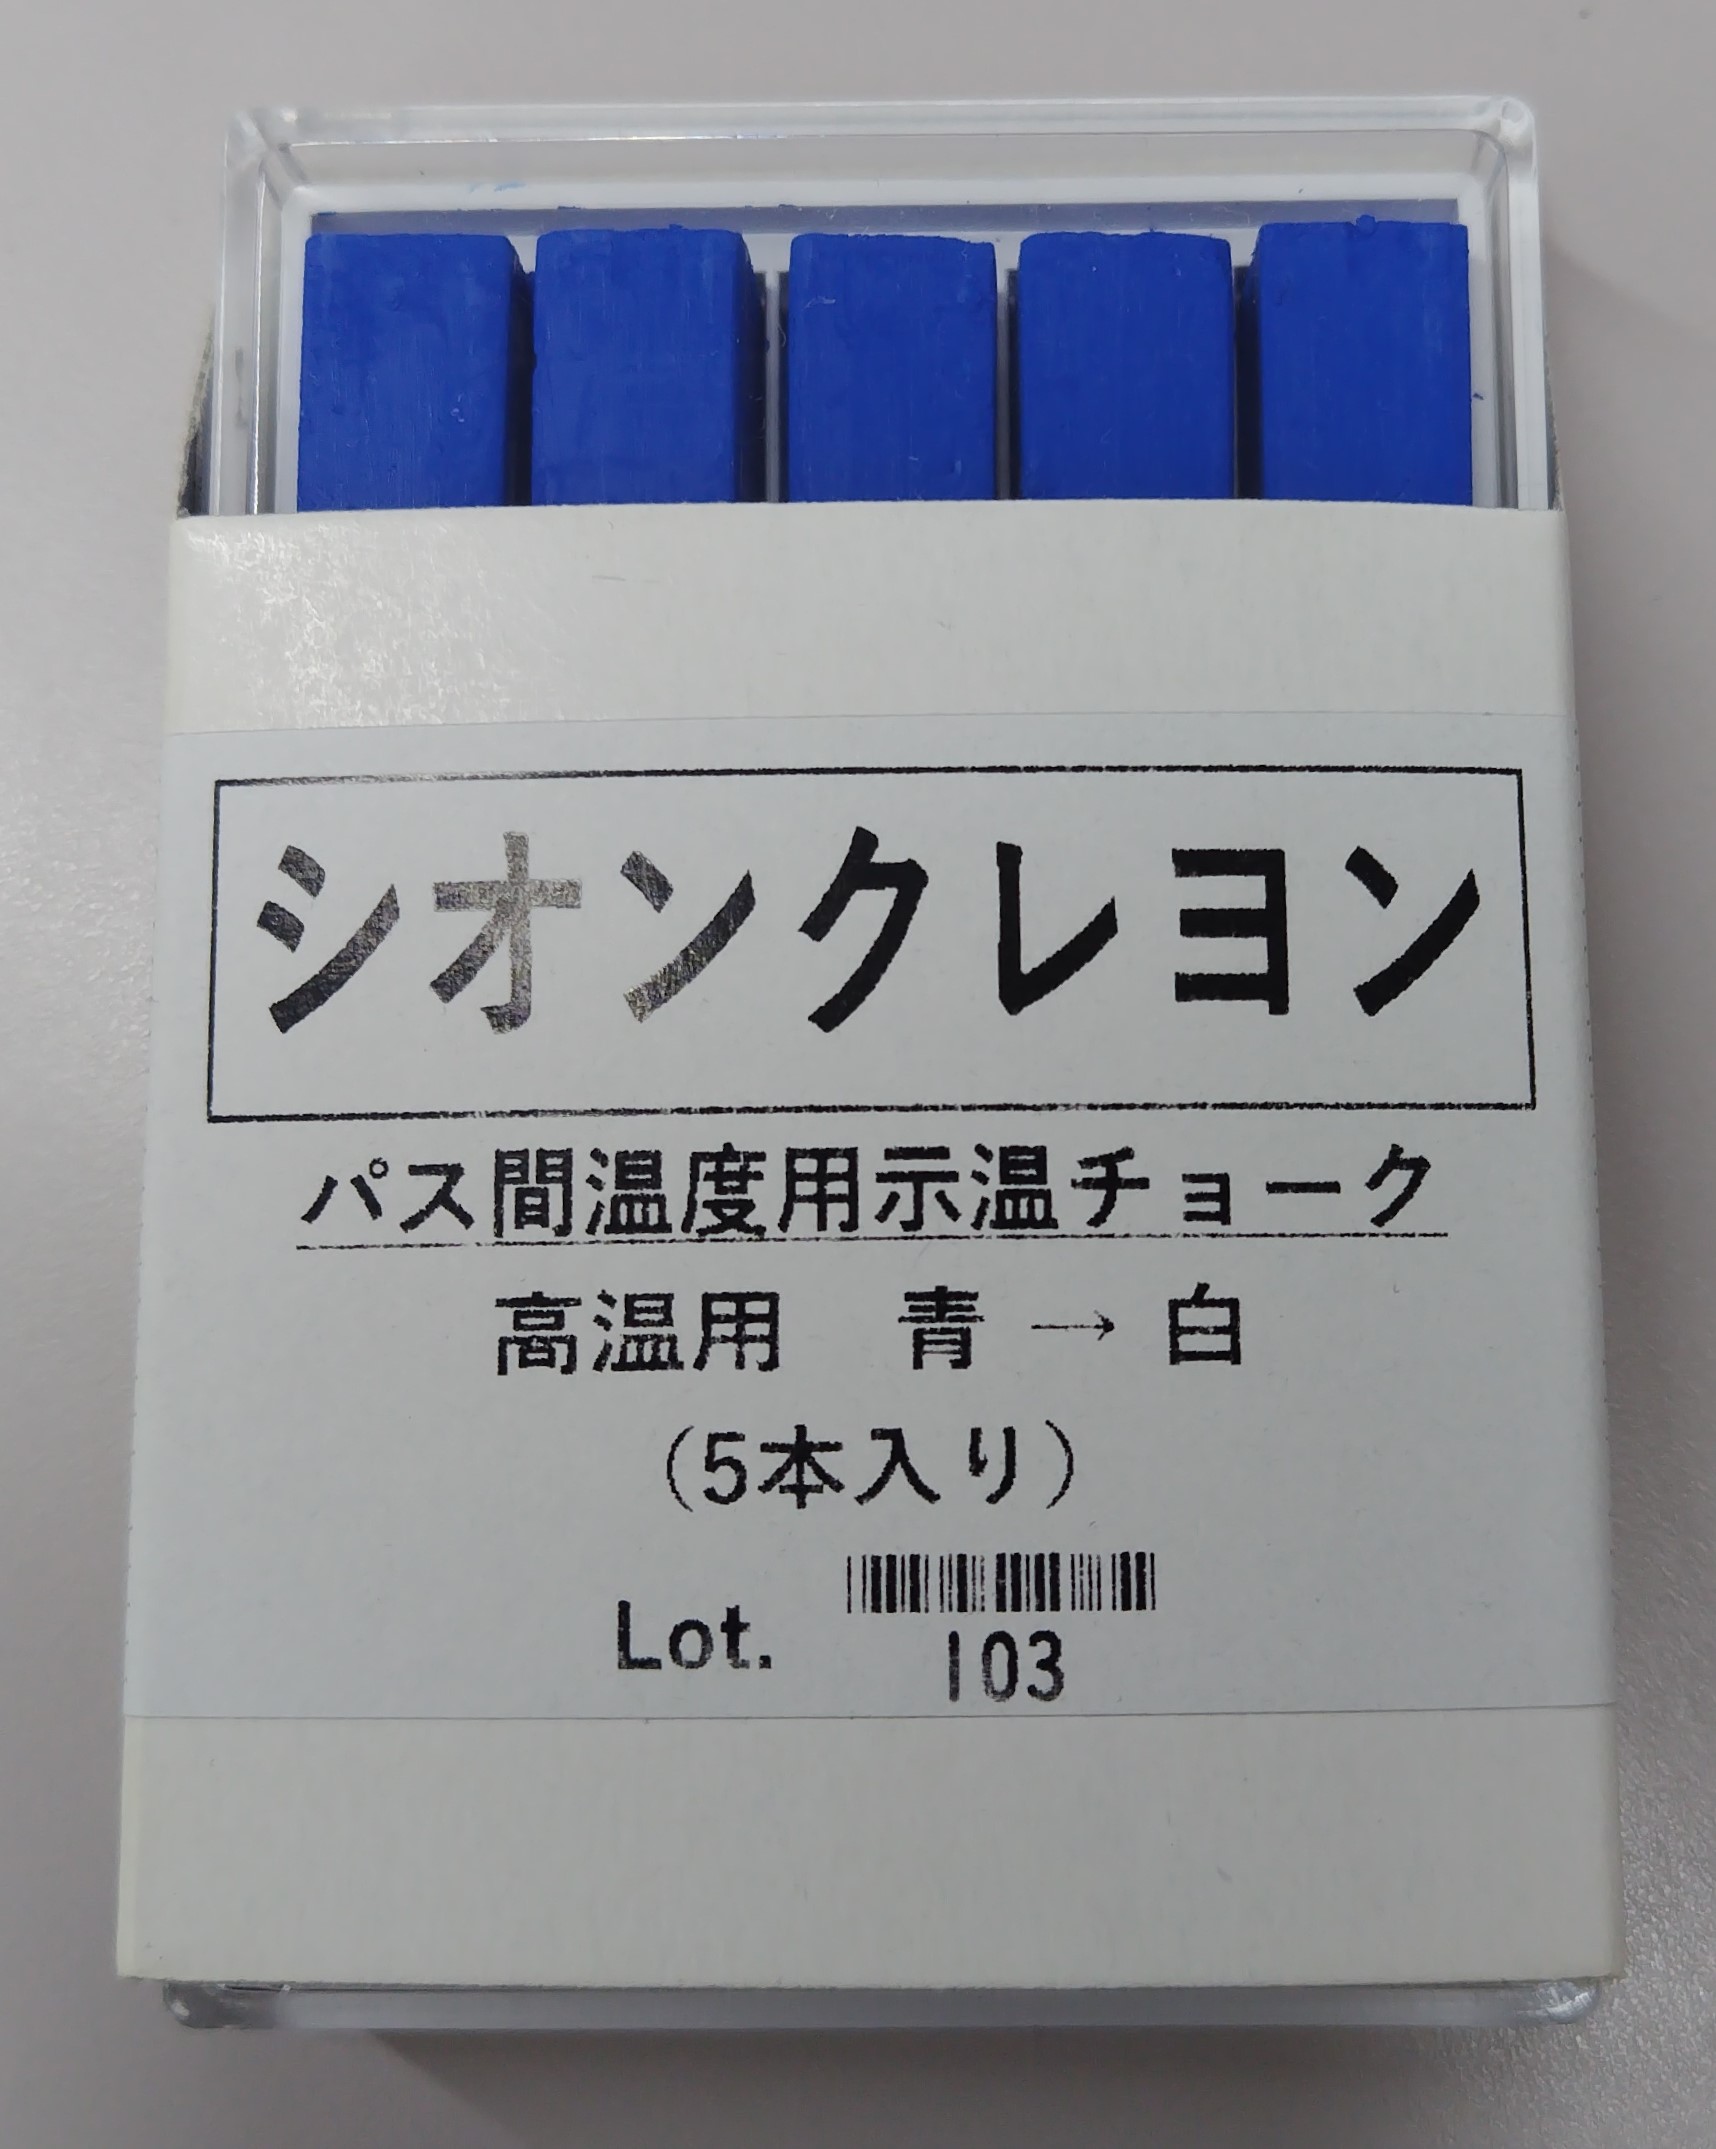 シオンクレヨン
パス間温度用示温チョーク
高温用　青→白
(5本入り)
Lot. 103